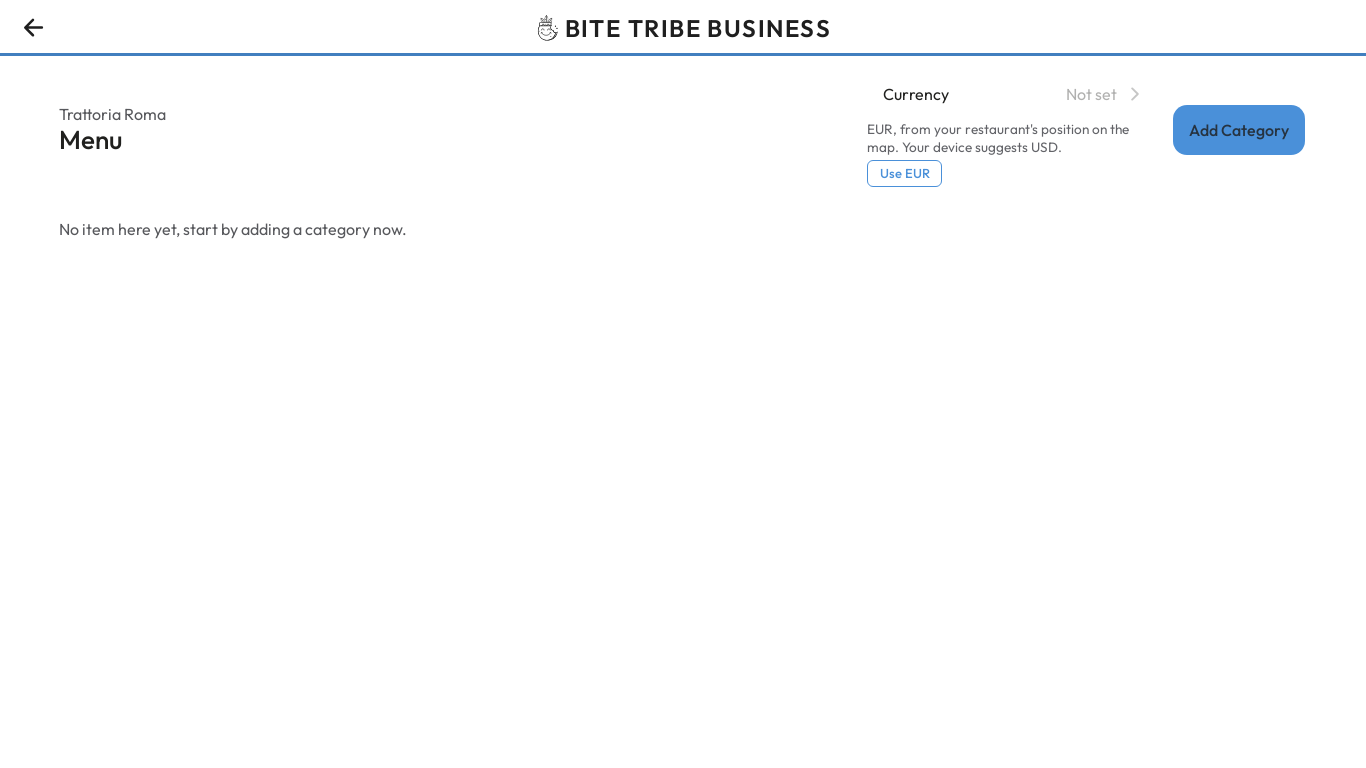 BITE TRIBE BUSINESS
Trattoria Roma
Menu
Currency
Not set
EUR, from your restaurant's position on the
map. Your device suggests USD.
Use EUR
Add Category
No item here yet, start by adding a category now.